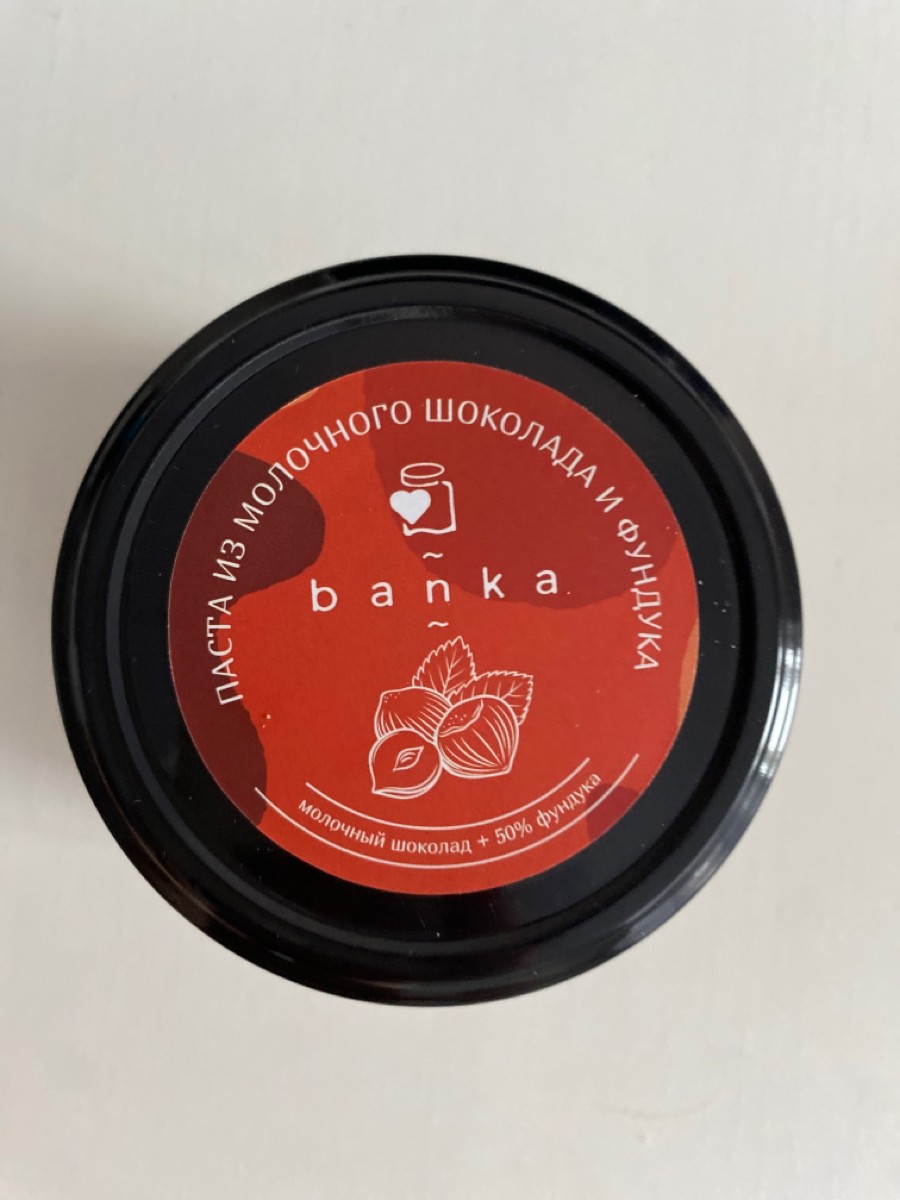 ПАСТА ИЗ МОЛОЧНОГО ШОКОЛАДА И ФУНДУКА
~
banka
~
молочный шоколад + 50% фундука